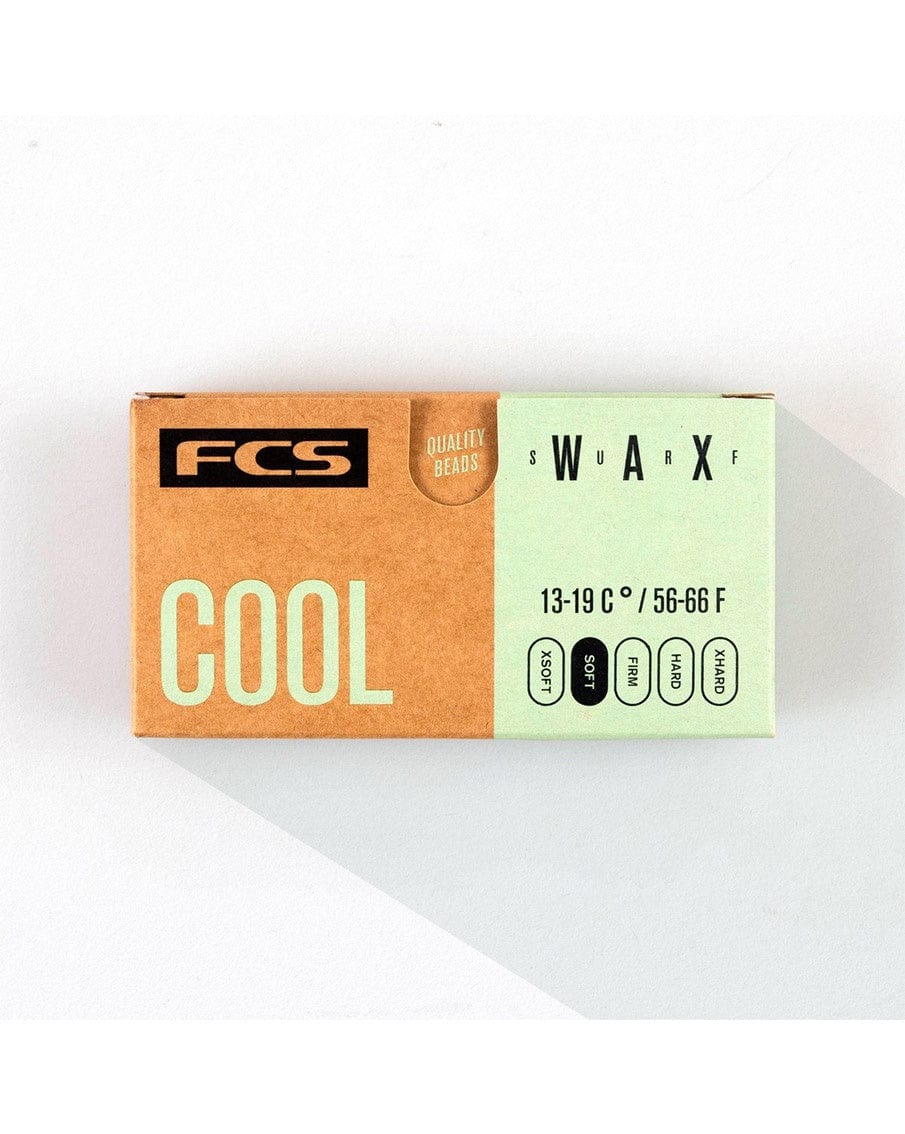 FCS
QUALITY
BEADS
COOL
S W U A R X F
13-19 C° / 56-66 F
XSOFT
SOFT
FIRM
HARD
XHARD